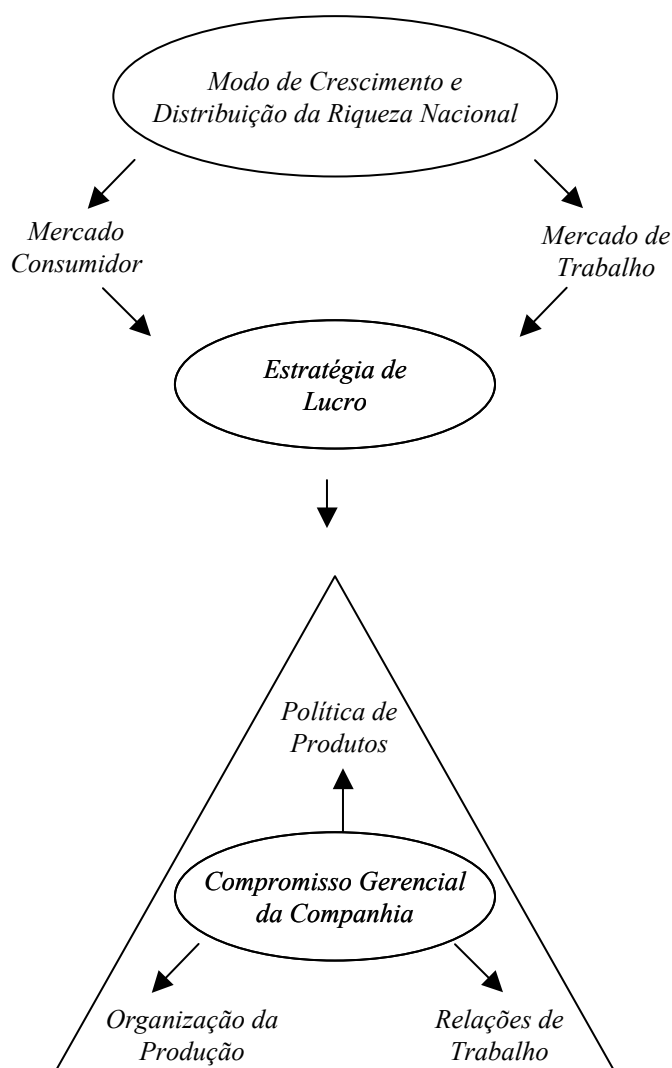 Modo de Crescimento e
Distribuição da Riqueza Nacional
Mercado
Consumidor
Mercado de
Trabalho
Estratégia de
Lucro
Política de
Produtos
Compromisso Gerencial
da Companhia
Organização da
Produção
Relações de
Trabalho